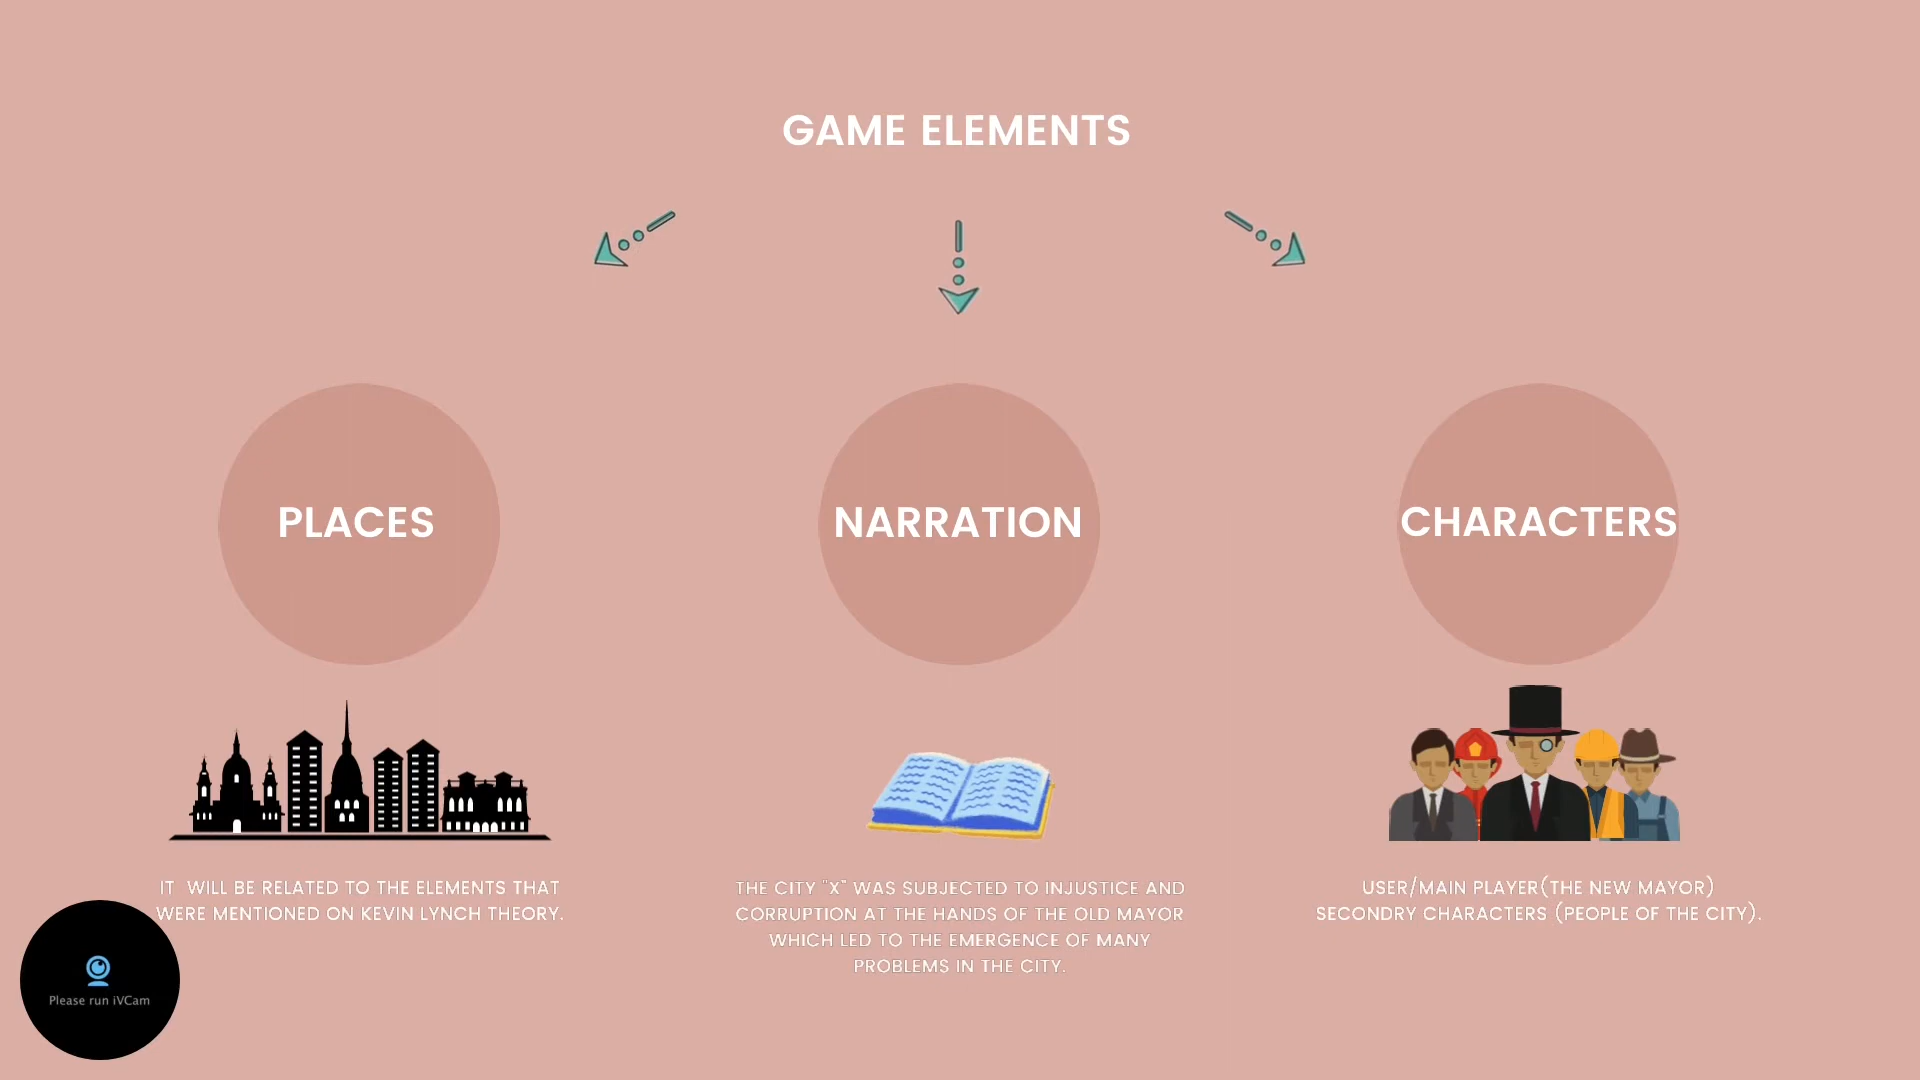 GAME ELEMENTS
PLACES
NARRATION
CHARACTERS
IT WILL BE RELATED TO THE ELEMENTS THAT
WERE MENTIONED ON KEVIN LYNCH THEORY.
THE CITY "X" WAS SUBJECTED TO INJUSTICE AND
CORRUPTION AT THE HANDS OF THE OLD MAYOR
WHICH LED TO THE EMERGENCE OF MANY
PROBLEMS IN THE CITY.
USER/MAIN PLAYER(THE NEW MAYOR)
SECONDRY CHARACTERS (PEOPLE OF THE CITY).
Please run iVCam